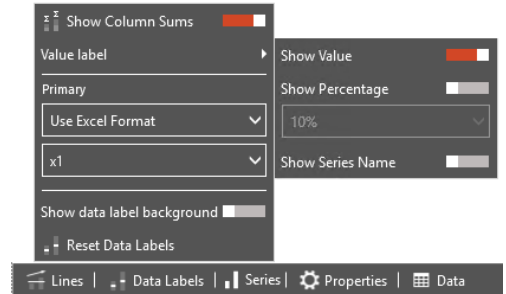 Show Column Sums
Value label
Primary
Use Excel Format
x1
Show data label background
Reset Data Labels
Show Value
Show Percentage
10%
Show Series Name
Lines | Data Labels | Series | Properties | Data